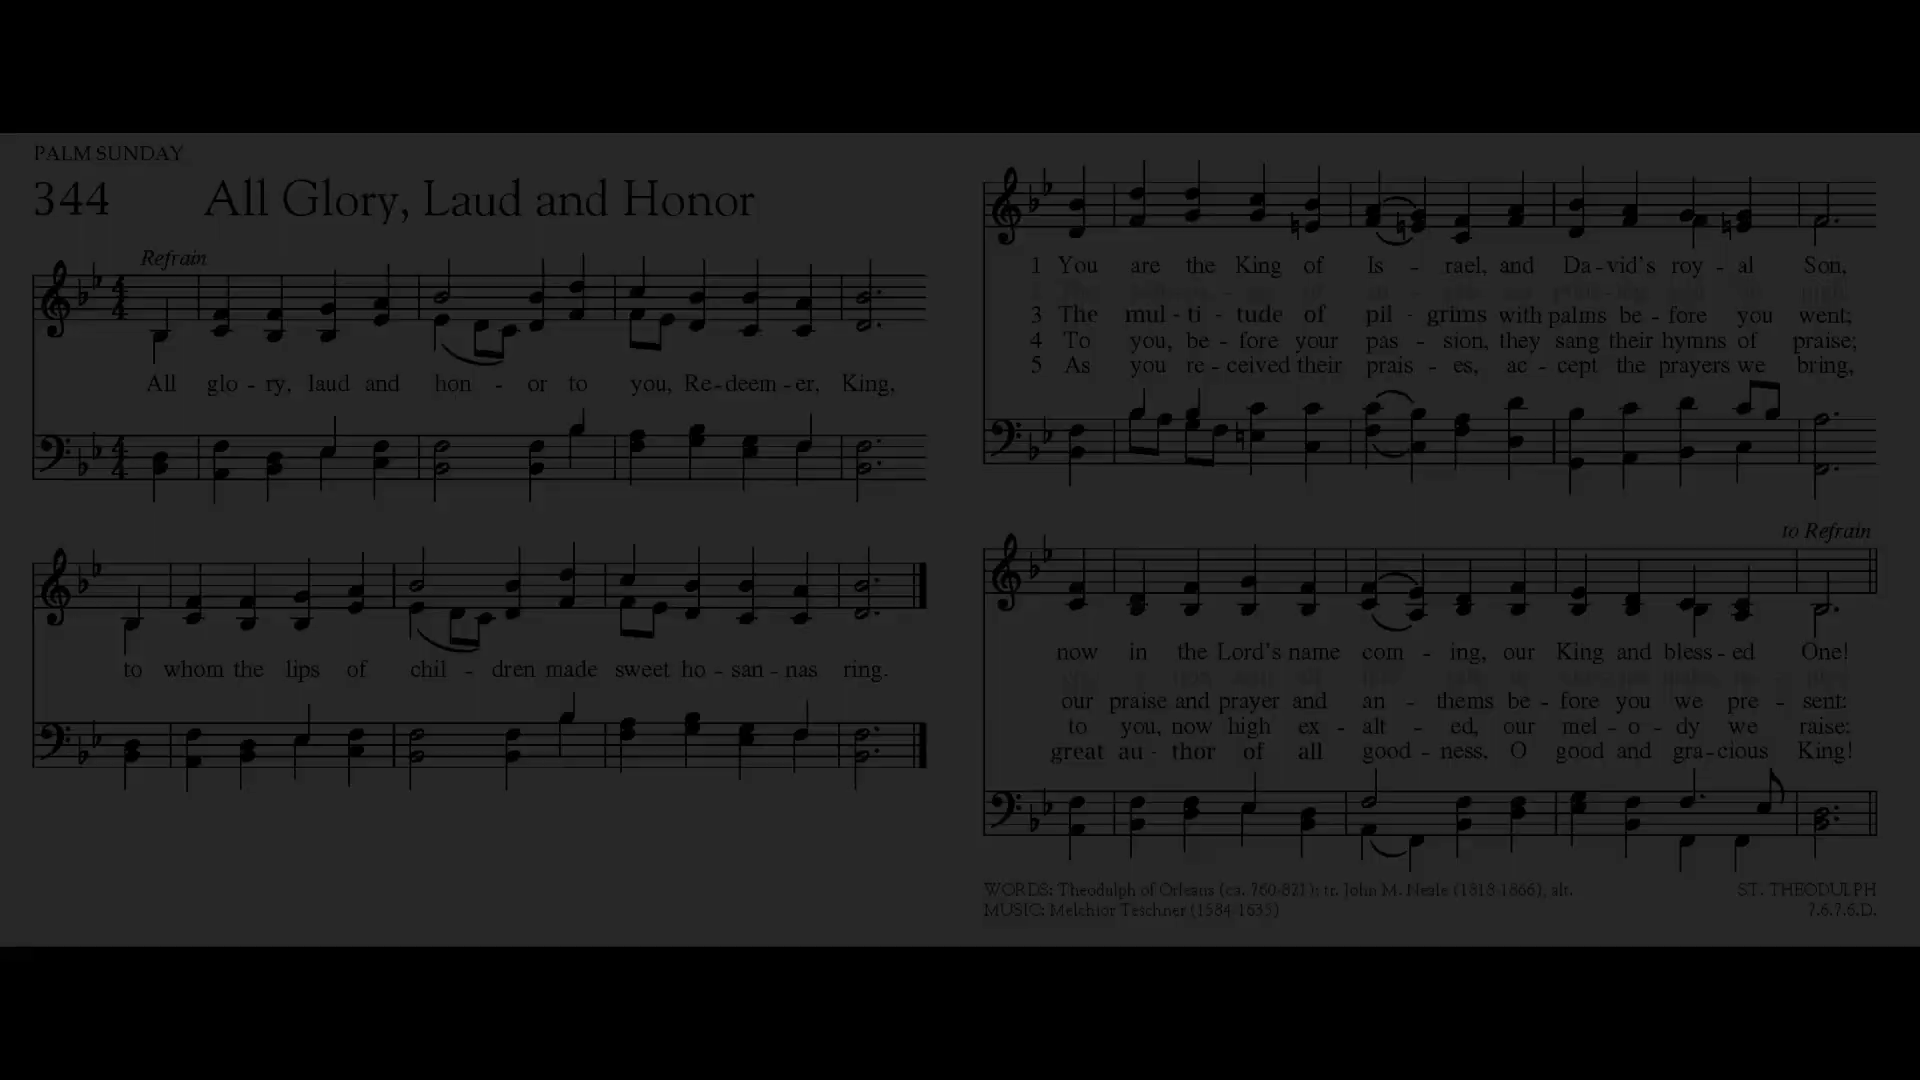 PALM SUNDAY
344 All Glory, Laud and Honor
Refrain
All glo - ry, laud and hon - or to you, Re - deem - er, King,
to whom the lips of chil - dren made sweet ho - san - nas ring.
1 You are the King of Is - rael, and Da - vid's roy - al Son,
3 The mul - ti - tude of pil - grims with palms be - fore you went;
4 To you, be - fore your pas - sion, they sang their hymns of praise;
5 As you re - ceived their prais - es, ac - cept the prayers we bring,
to Refrain
now in the Lord's name com - ing, our King and bless - ed One!
our praise and prayer and an - thems be - fore you we pre - sent:
to you, now high ex - alt - ed, our mel - o - dy we raise:
great au - thor of all good - ness, O good and gra - cious King!
WORDS: Theodulph of Orleans (ca. 760-821); tr. John M. Neale (1818-1866), alt.
MUSIC: Melchior Teschner (1584-1635)
ST. THEODULPH
7.6.7.6.D.